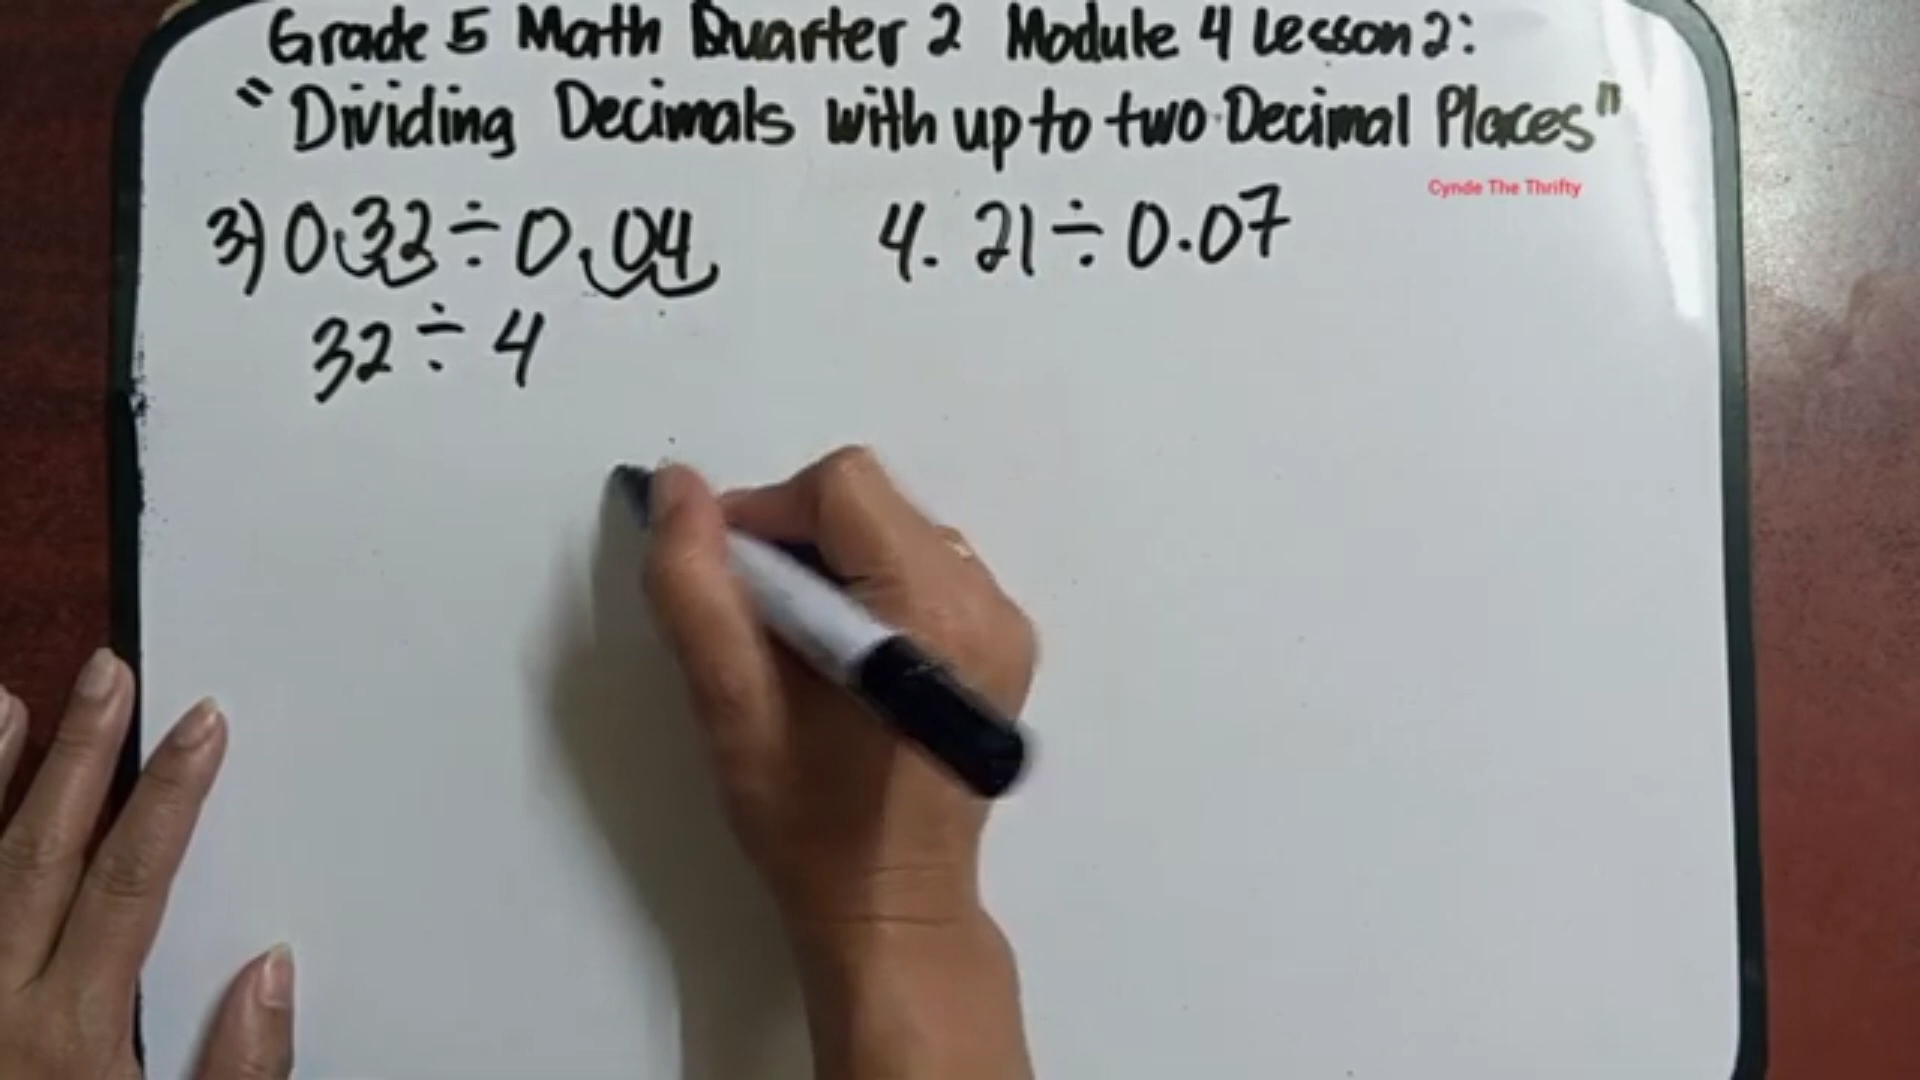 Grade 5 Math Quarter 2 Module 4 Lesson 2:
"Dividing Decimals with up to two Decimal Places"
Cynde The Thrifty
3) 0.32 ÷ 0.04
4. 21 ÷ 0.07
32 ÷ 4